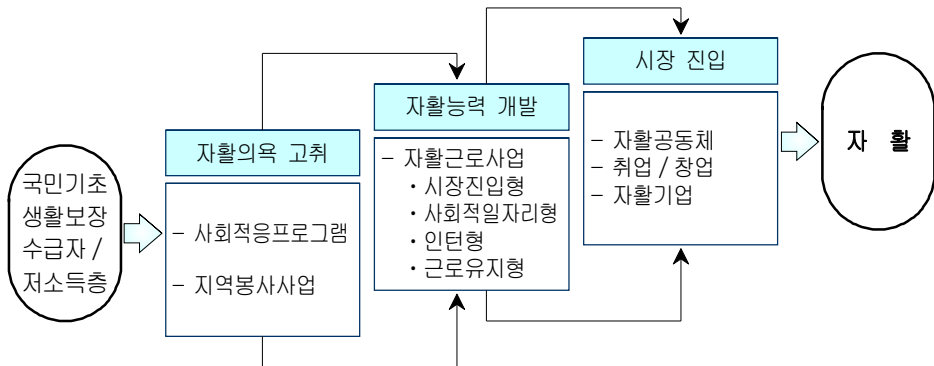 국민기초
생활보장
수급자 /
저소득층
자활의욕 고취
- 사회적응프로그램
- 지역봉사사업
자활능력 개발
- 자활근로사업
・시장진입형
・사회적일자리형
・인턴형
・근로유지형
시장 진입
- 자활공동체
- 취업 / 창업
- 자활기업
자 활